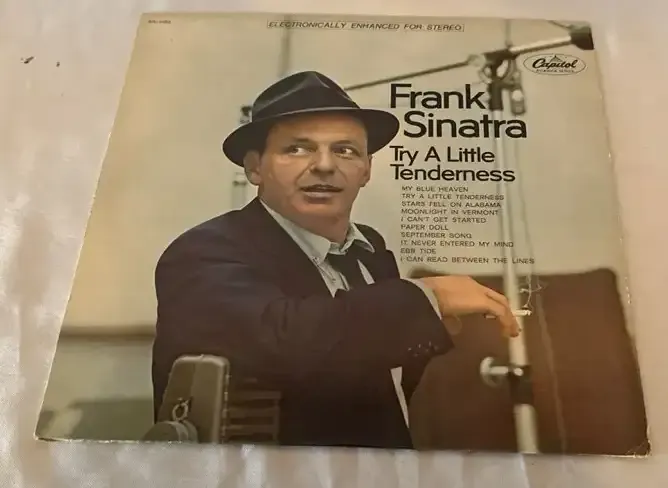 ELECTRONICALLY ENHANCED FOR STEREO
Capitol
Frank
Sinatra
Try A Little
Tenderness
MY BLUE HEAVEN
TRY A LITTLE TENDERNESS
STARS FELL ON ALABAMA
MOONLIGHT IN VERMONT
I CAN'T GET STARTED
PAPER DOLL
SEPTEMBER SONG
IT NEVER ENTERED MY MIND
EBB TIDE
I CAN READ BETWEEN THE LINES